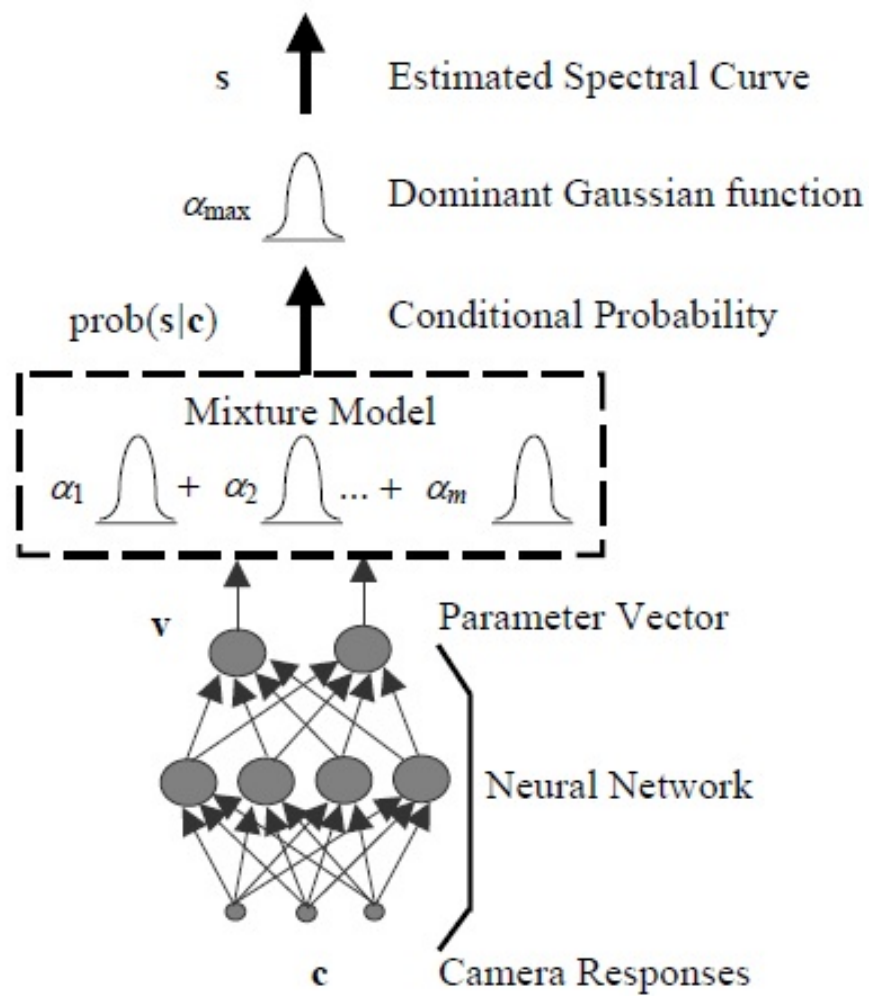 s Estimated Spectral Curve
αmax Dominant Gaussian function
prob(s|c) Conditional Probability
Mixture Model
α1 + α2 ... + αm
v Parameter Vector
Neural Network
c Camera Responses